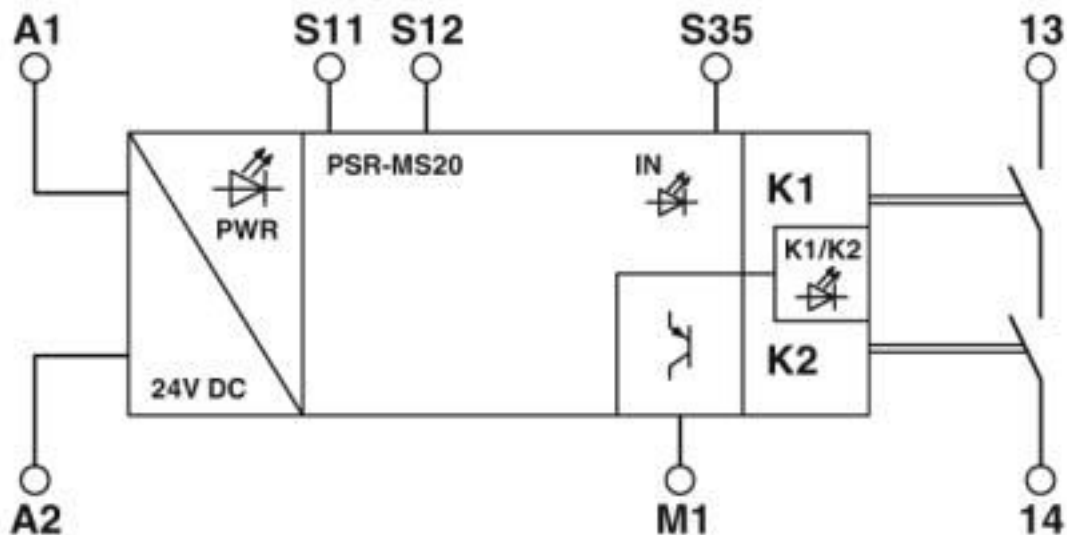 A1 S11 S12 S35 13
PSR-MS20 IN
PWR
K1
K1/K2
K2
24V DC
A2 M1 14